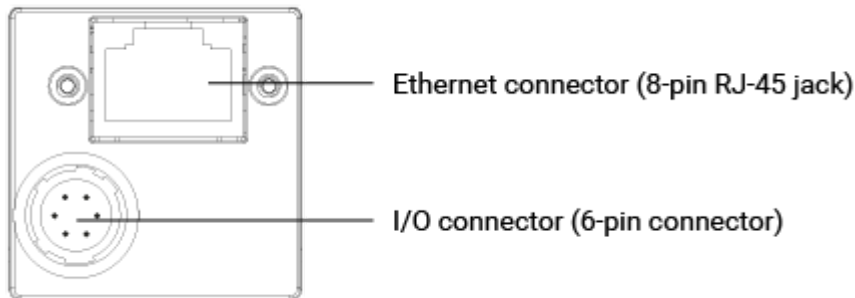 Ethernet connector (8-pin RJ-45 jack)
I/O connector (6-pin connector)